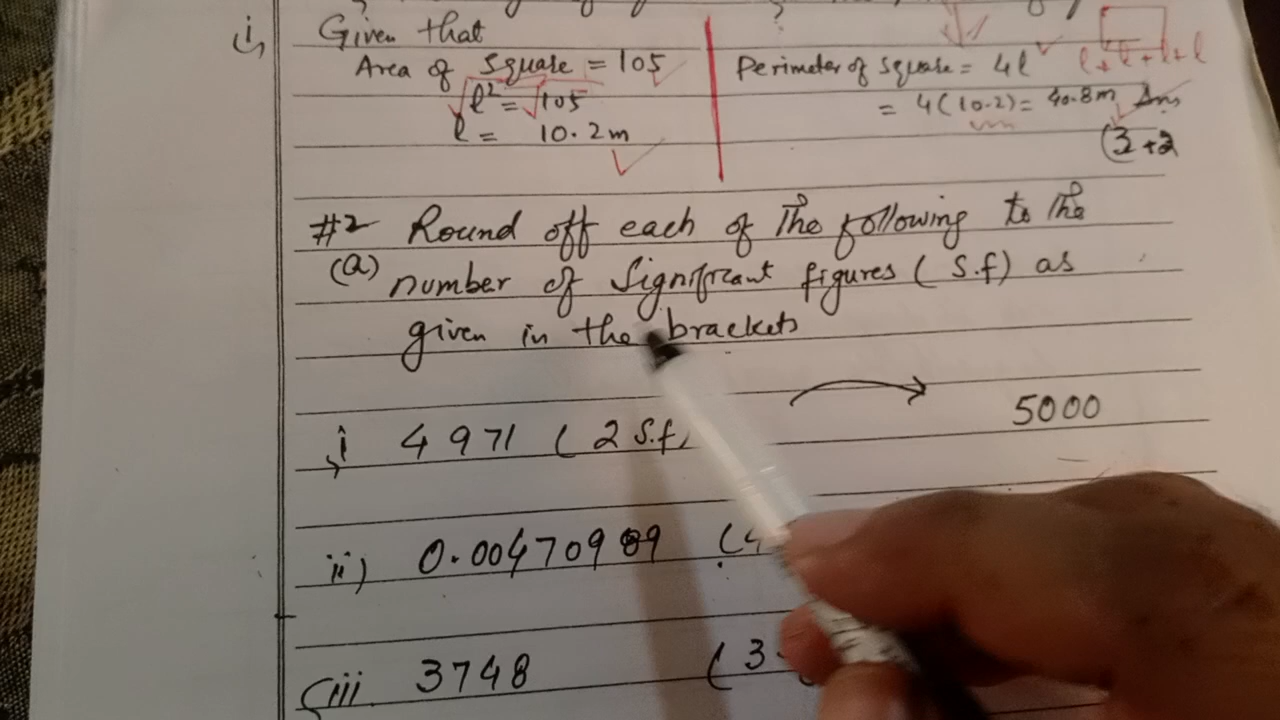 i, Given that
Area of Square = 105
l² = √105
l = 10.2m
Perimeter of square = 4l l + l + l + l
= 4(10.2) = 40.8m Ans
(3 +2
#2 Round off each of The following to the
(a) number of Significant figures ( S.f) as
given in the brackets
i, 4971 ( 2 S.f) 5000
ii) 0.00470989 (4
iii 3748 (3